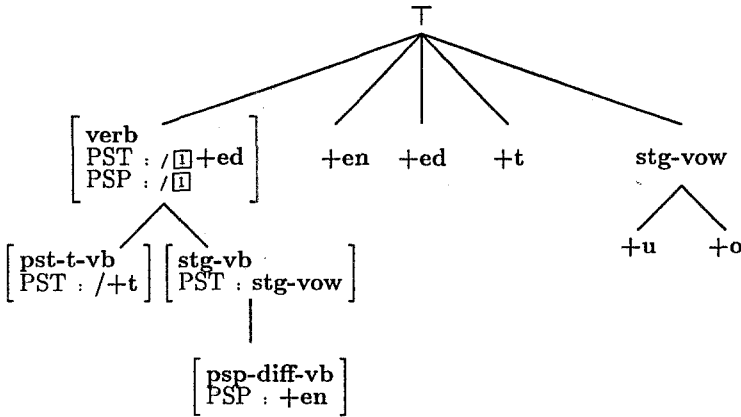 ⊤
verb
PST : /[1]+ed
PSP : /[1]
+en +ed +t stg-vow
+u +o
pst-t-vb
PST : /+t
stg-vb
PST : stg-vow
psp-diff-vb
PSP : +en